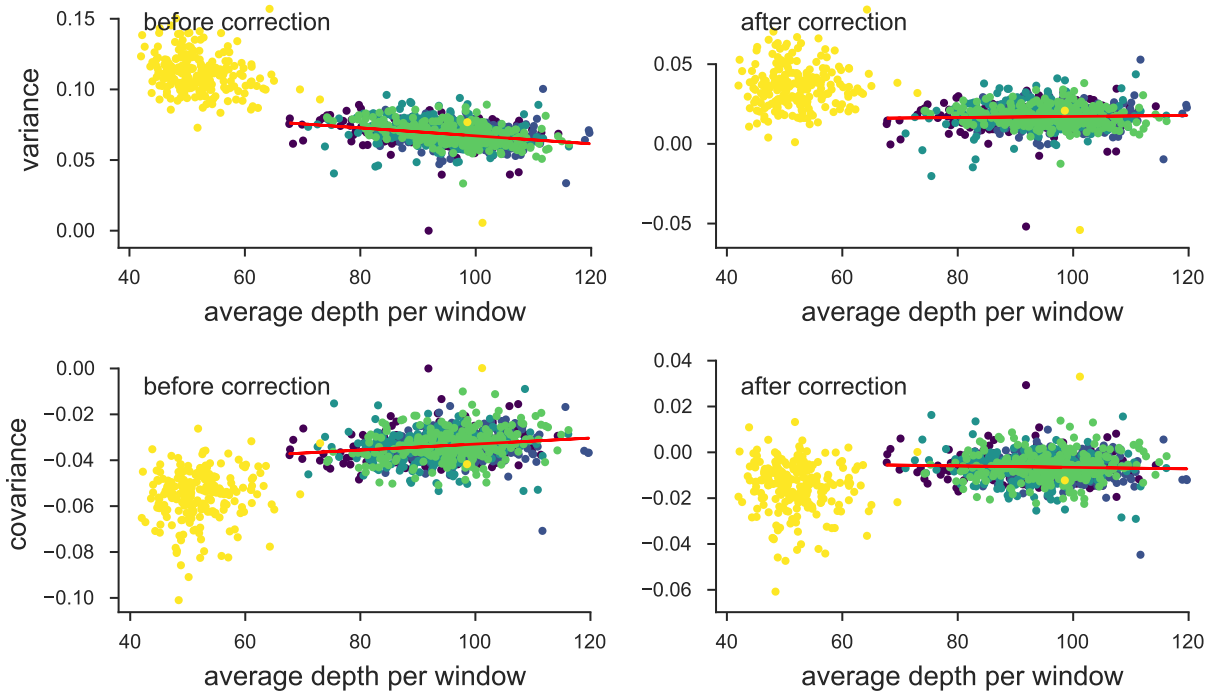 before correction
0.15
0.10
0.05
0.00
variance
40 60 80 100 120
average depth per window
after correction
0.05
0.00
−0.05
40 60 80 100 120
average depth per window
before correction
0.00
−0.02
−0.04
−0.06
−0.08
−0.10
covariance
40 60 80 100 120
average depth per window
after correction
0.04
0.02
0.00
−0.02
−0.04
−0.06
40 60 80 100 120
average depth per window